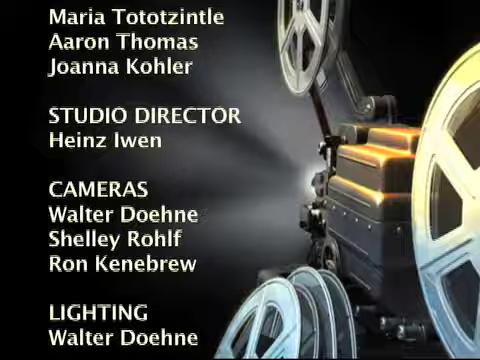 Maria Tototzintle
Aaron Thomas
Joanna Kohler
STUDIO DIRECTOR
Heinz Iwen
CAMERAS
Walter Doehne
Shelley Rohlf
Ron Kenebrew
LIGHTING
Walter Doehne